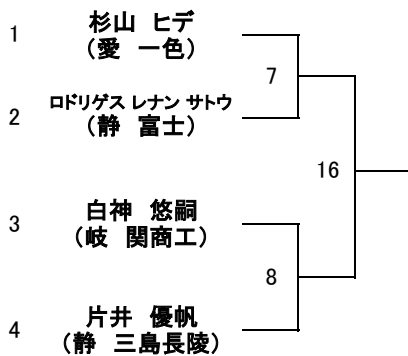 1 杉山 ヒデ
(愛 一色)
7
2 ロドリゲス レナン サトウ
(静 富士)
16
3 白神 悠嗣
(岐 関商工)
8
4 片井 優帆
(静 三島長陵)